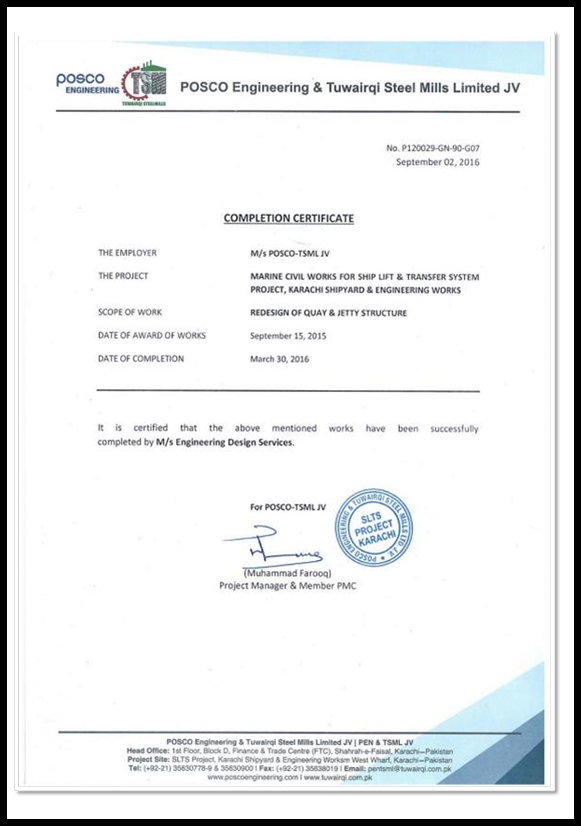 posco
ENGINEERING
TSM
TUWAIRQI STEEL MILLS
POSCO Engineering & Tuwairqi Steel Mills Limited JV
No. P120029-GN-90-G07
September 02, 2016
COMPLETION CERTIFICATE
THE EMPLOYER M/s POSCO-TSML JV
THE PROJECT MARINE CIVIL WORKS FOR SHIP LIFT & TRANSFER SYSTEM
PROJECT, KARACHI SHIPYARD & ENGINEERING WORKS
SCOPE OF WORK REDESIGN OF QUAY & JETTY STRUCTURE
DATE OF AWARD OF WORKS September 15, 2015
DATE OF COMPLETION March 30, 2016
It is certified that the above mentioned works have been successfully
completed by M/s Engineering Design Services.
For POSCO-TSML JV
POSCO ENGINEERING & TUWAIRQI STEEL MILLS LTD JV
SLTS
PROJECT
KARACHI
(Muhammad Farooq)
Project Manager & Member PMC
POSCO Engineering & Tuwairqi Steel Mills Limited JV | PEN & TSML JV
Head Office: 1st Floor, Block D, Finance & Trade Centre (FTC), Shahrah-e-Faisal, Karachi–Pakistan
Project Site: SLTS Project, Karachi Shipyard & Engineering Worksm West Wharf, Karachi–Pakistan
Tel: (+92-21) 35630778-9 & 35630900 I Fax: (+92-21) 35638019 I Email: pentsml@tuwairqi.com.pk
www.poscoengineering.com I www.tuwairqi.com.pk